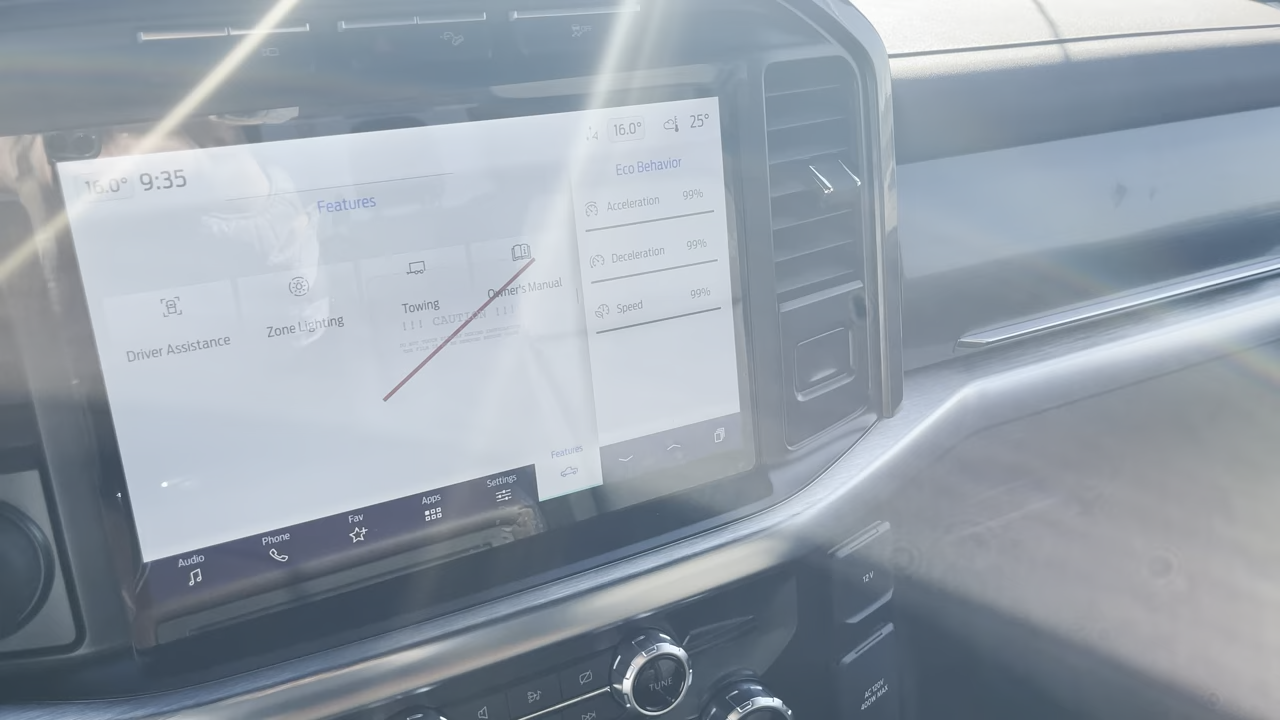 16.0° 9:35
Features
Driver Assistance
Zone Lighting
Towing
Owner's Manual
!!! CAUTION !!!
16.0°
25°
Eco Behavior
Acceleration 99%
Deceleration 99%
Speed 99%
Audio
Phone
Fav
Apps
Settings
Features
TUNE
12 V
AC 120V
400W MAX